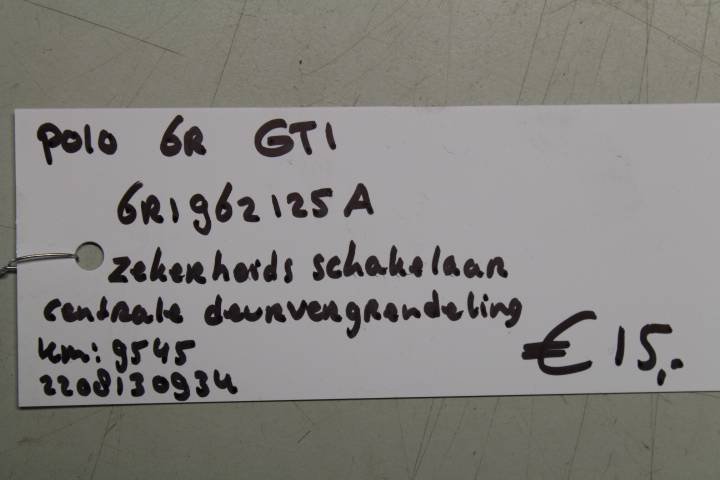 polo 6R GTI
6R1962125A
zekerheids schakelaar
centrale deurvergrendeling
km: 9545
2208130934
€15,-